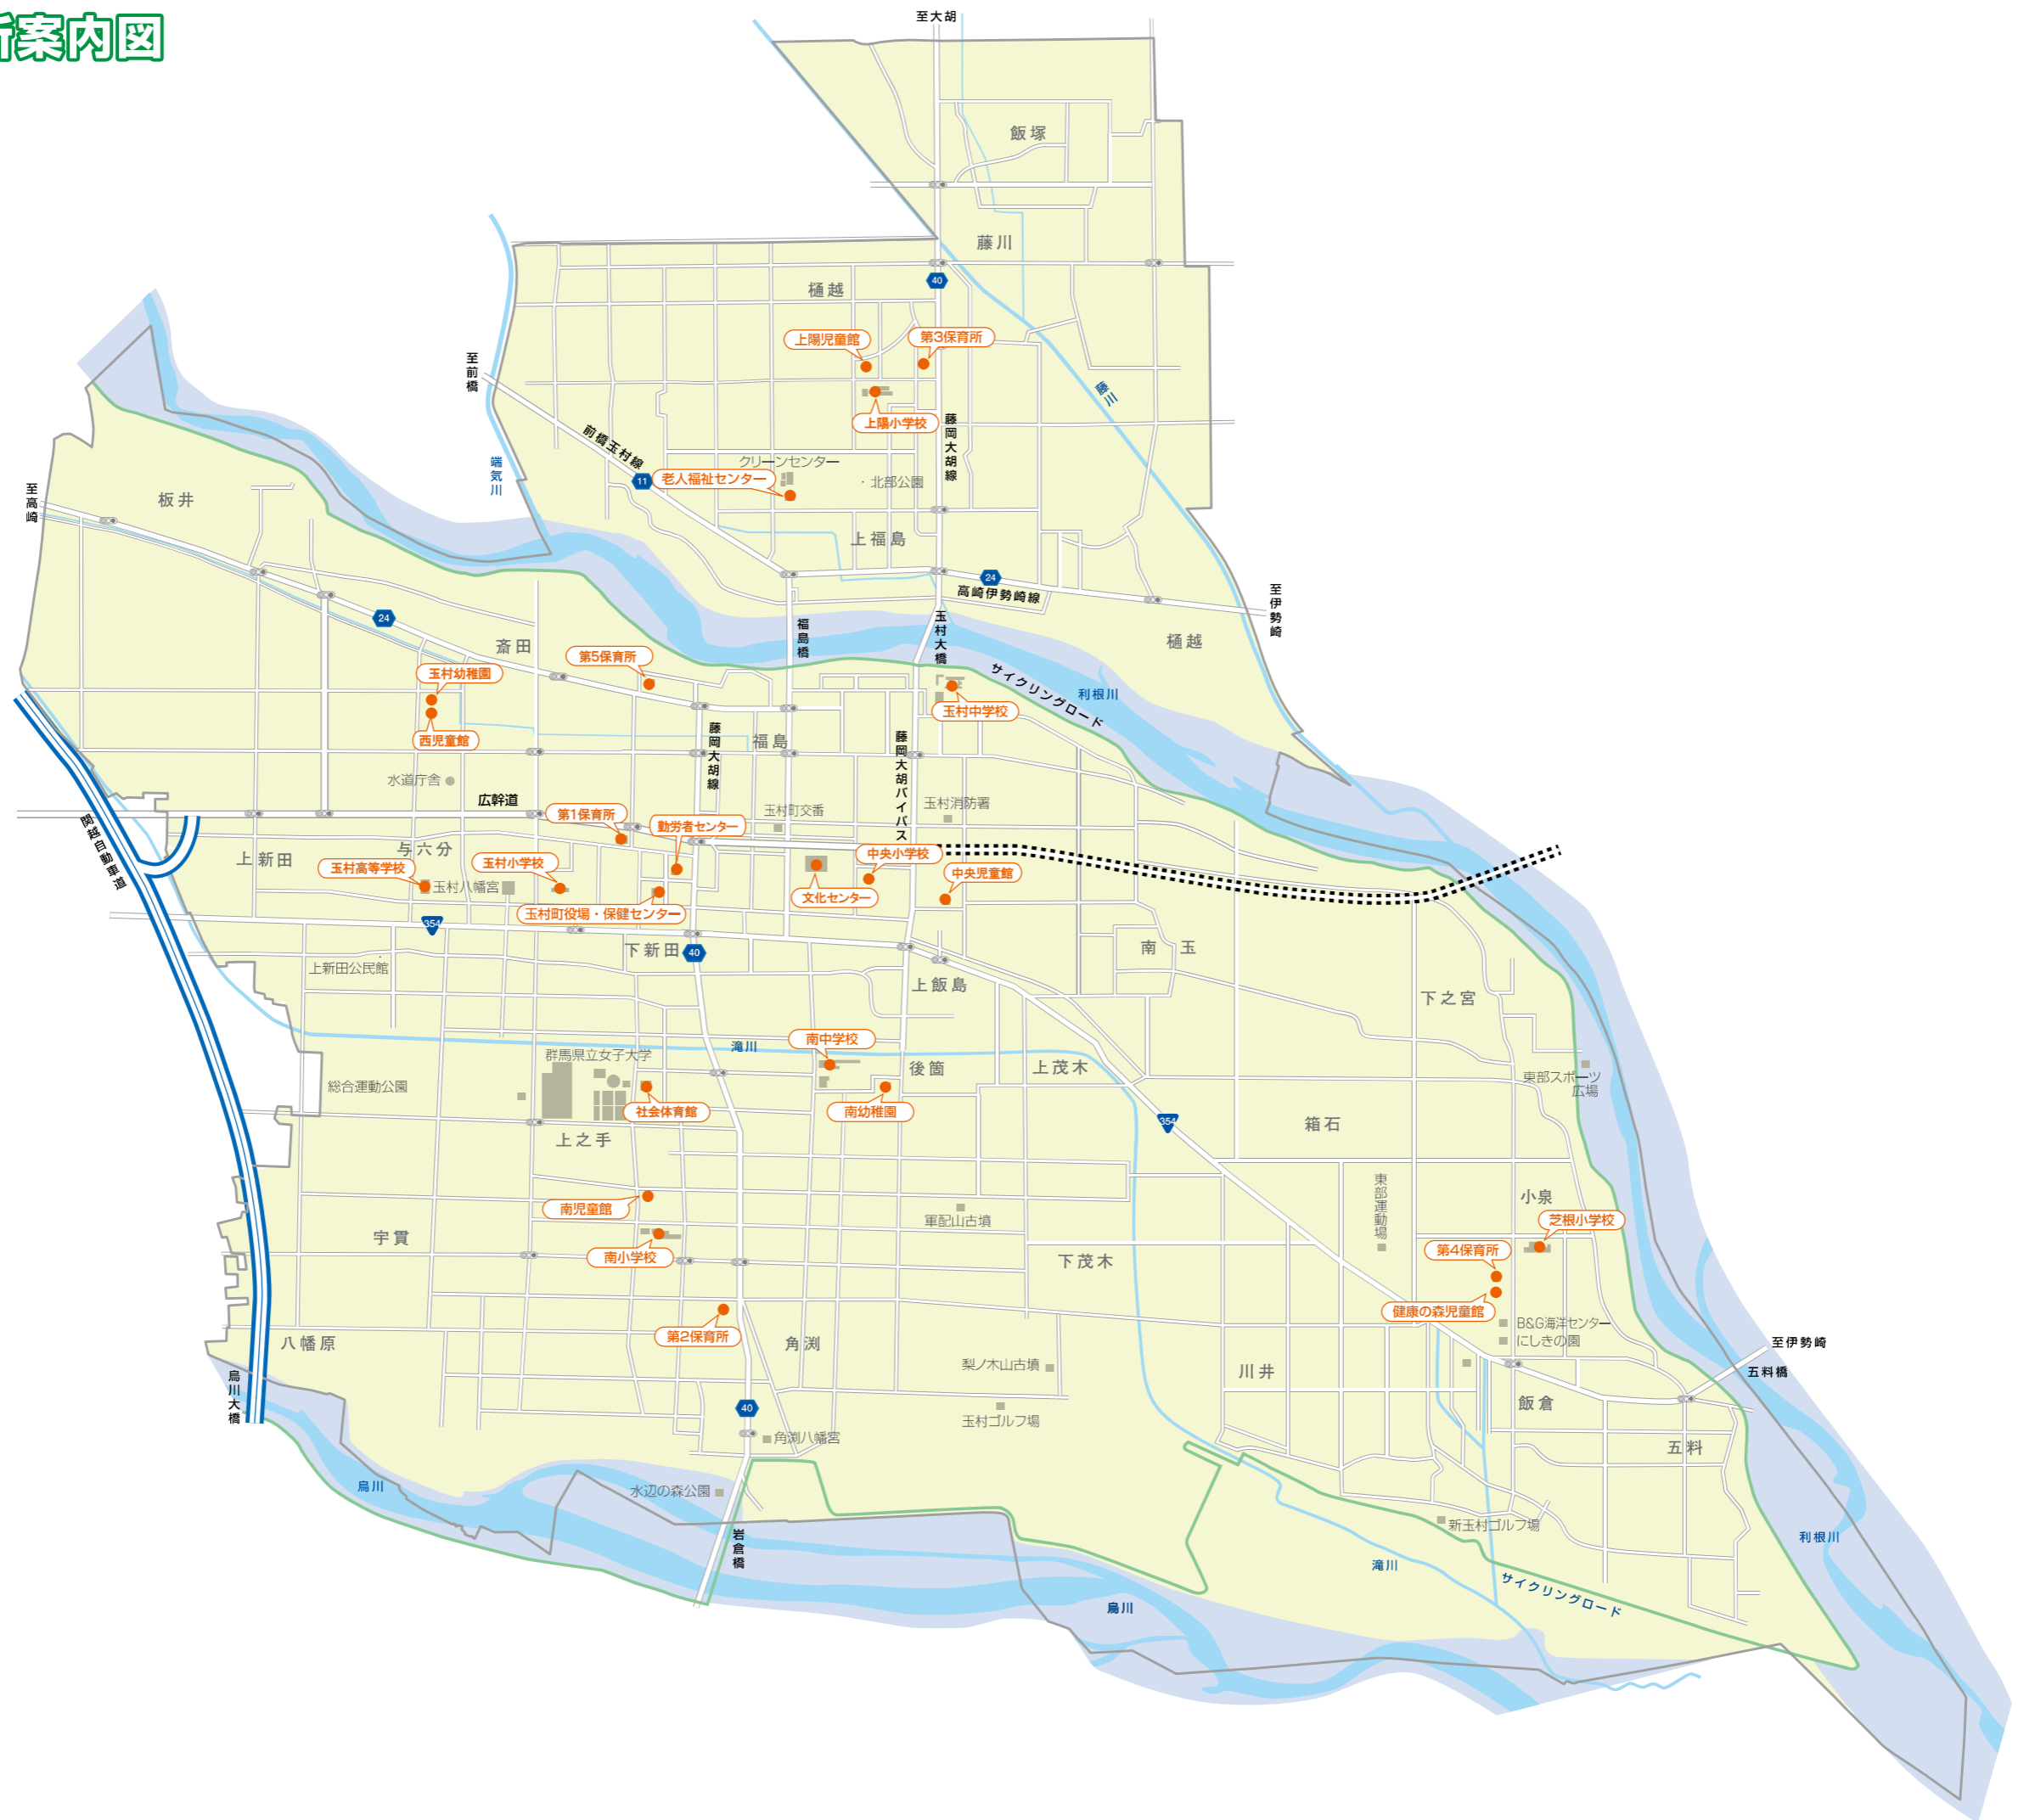 所案内図
至大胡
飯塚
藤川
樋越
40
上陽児童館
第3保育所
至前橋
藤川
上陽小学校
藤岡大胡線
前橋玉村線
端気川
クリーンセンター
11
老人福祉センター
・北部公園
至高崎
板井
上福島
24
高崎伊勢崎線
至伊勢崎
24
福島橋
玉村大橋
樋越
斎田
第5保育所
玉村幼稚園
サイクリングロード
利根川
玉村中学校
西児童館
藤岡大胡線
福島
藤岡大胡バイパス
水道庁舎
広幹道
第1保育所
玉村町交番
玉村消防署
関越自動車道
勤労者センター
上新田
与六分
玉村小学校
中央小学校
玉村高等学校
玉村八幡宮
中央児童館
文化センター
玉村町役場・保健センター
354
下新田
40
南玉
上新田公民館
上飯島
下之宮
南中学校
滝川
群馬県立女子大学
後箇
上茂木
総合運動公園
東部スポーツ
広場
社会体育館
南幼稚園
354
箱石
上之手
東部運動場
小泉
南児童館
軍配山古墳
芝根小学校
宇貫
南小学校
第4保育所
下茂木
健康の森児童館
B&G海洋センター
にしきの園
第2保育所
八幡原
角渕
至伊勢崎
梨ノ木山古墳
川井
五料橋
烏川大橋
40
飯倉
玉村ゴルフ場
角渕八幡宮
五料
烏川
水辺の森公園
新玉村ゴルフ場
岩倉橋
利根川
滝川
サイクリングロード
烏川